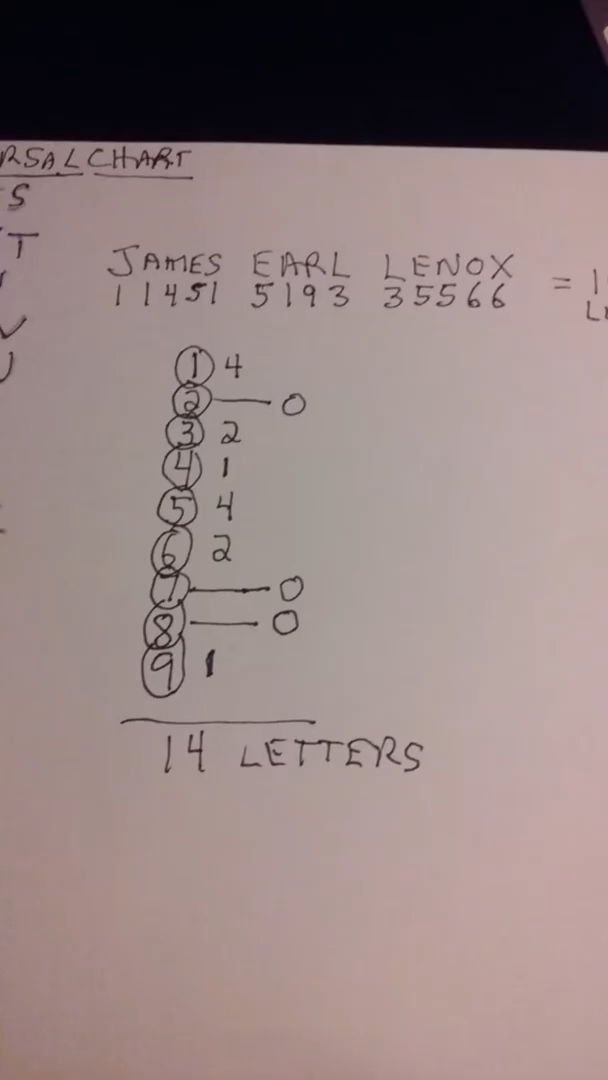 RSAL CHART
S
T
JAMES EARL LENOX
11451 5193 35566 = 1
1 4
2 — 0
3 2
4 1
5 4
6 2
7 — 0
8 — 0
9 1
14 LETTERS